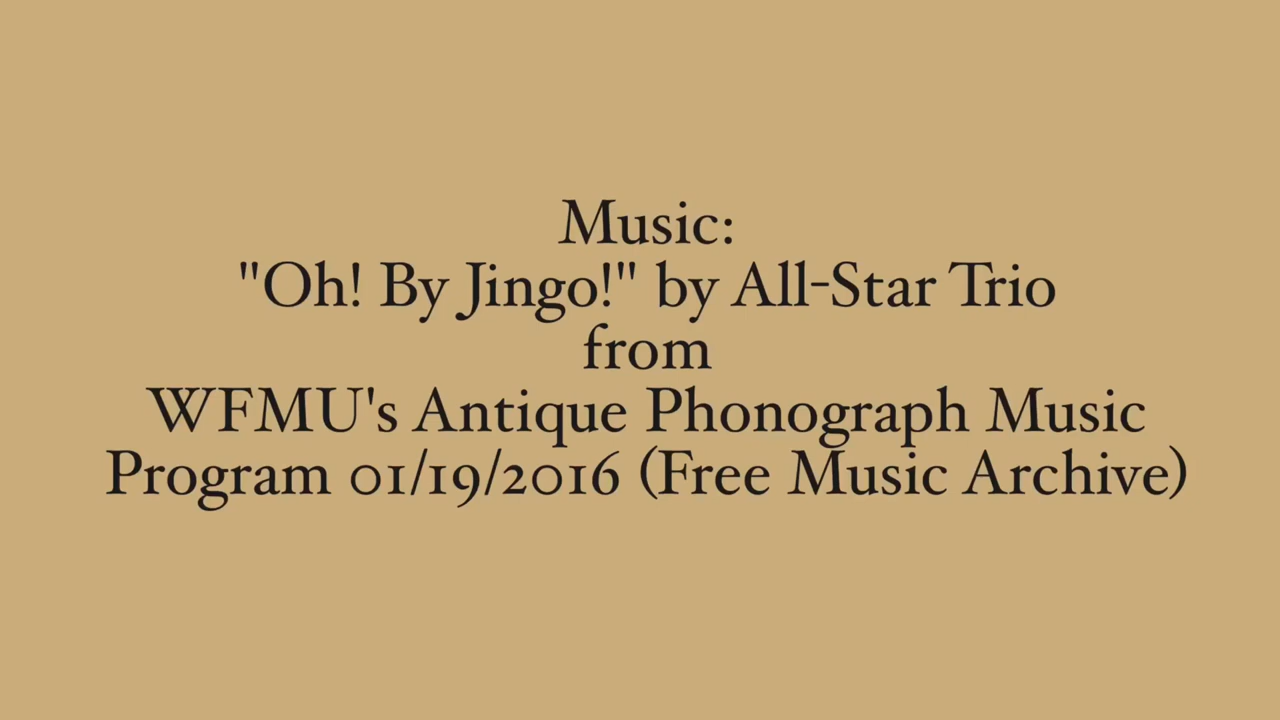 Music:
"Oh! By Jingo!" by All-Star Trio
from
WFMU's Antique Phonograph Music
Program 01/19/2016 (Free Music Archive)